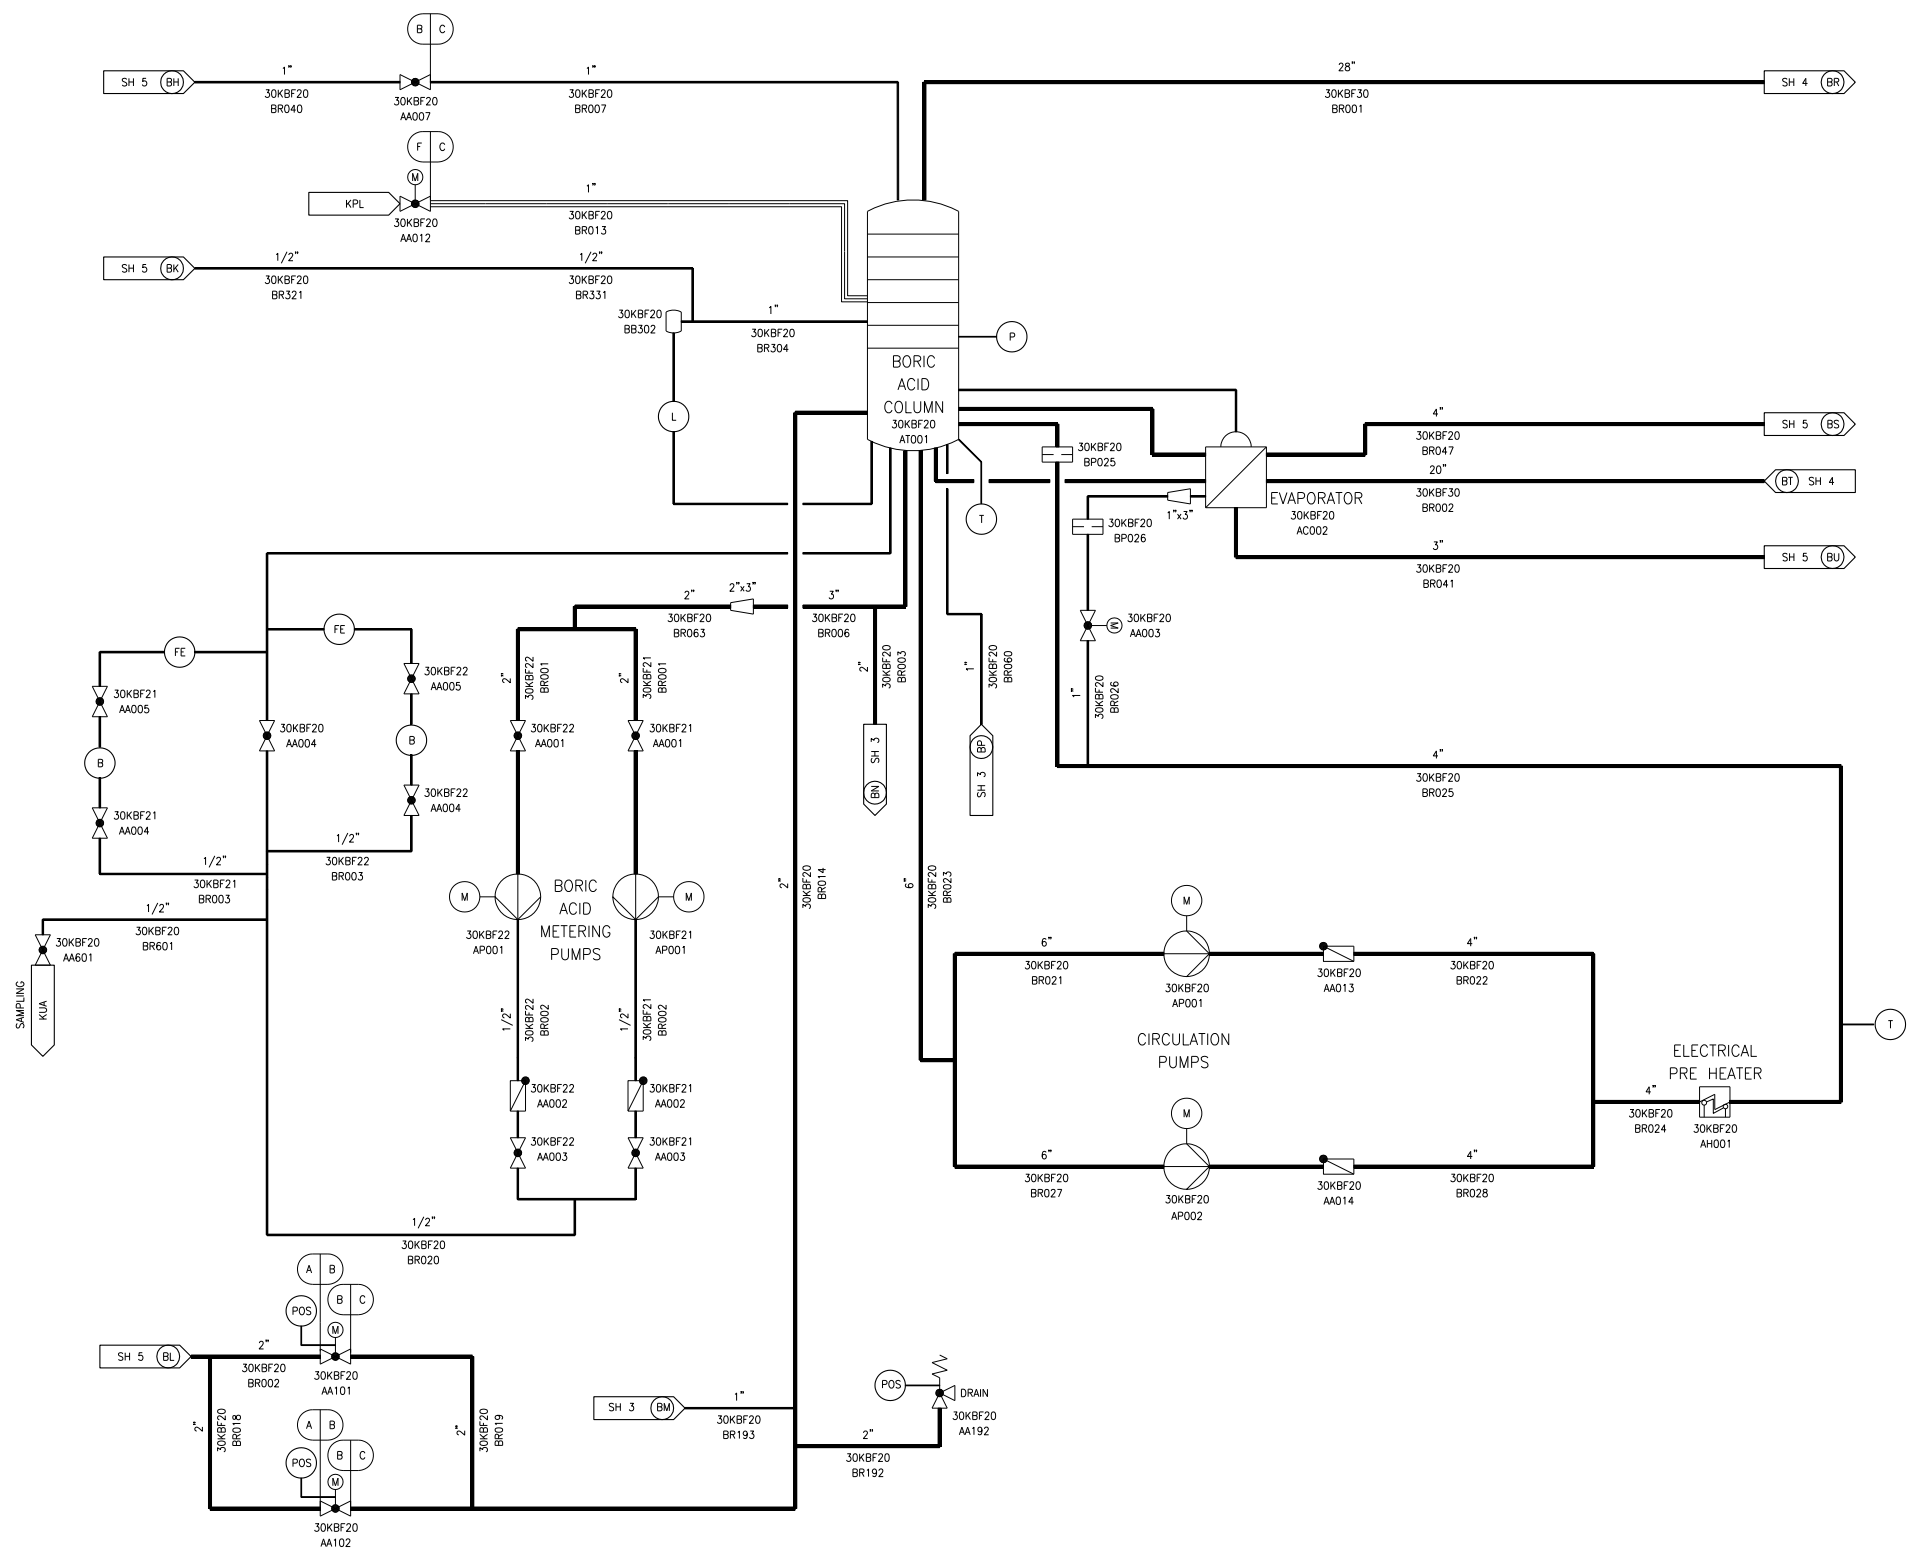 B C
SH 5 BH
1"
30KBF20
BR040
30KBF20
AA007
1"
30KBF20
BR007
28"
30KBF30
BR001
SH 4 BR
F C
M
KPL
30KBF20
AA012
1"
30KBF20
BR013
SH 5 BK
1/2"
30KBF20
BR321
1/2"
30KBF20
BR331
30KBF20
BB302
1"
30KBF20
BR304
L
P
BORIC
ACID
COLUMN
30KBF20
AT001
T
30KBF20
BP025
4"
30KBF20
BR047
SH 5 BS
20"
30KBF30
BR002
BT SH 4
EVAPORATOR
30KBF20
AC002
1"x3"
30KBF20
BP026
3"
30KBF20
BR041
SH 5 BU
M
30KBF20
AA003
1"
30KBF20
BR026
2"
30KBF20
BR063
2"x3"
3"
30KBF20
BR006
2"
30KBF20
BR003
SH 3
BN
1"
30KBF20
BR060
BP
SH 3
FE
FE
30KBF21
AA005
30KBF22
AA005
30KBF20
AA004
B
B
30KBF21
AA004
30KBF22
AA004
1/2"
30KBF22
BR003
1/2"
30KBF21
BR003
1/2"
30KBF20
BR601
30KBF20
AA601
SAMPLING
KUA
2"
30KBF22
BR001
2"
30KBF21
BR001
30KBF22
AA001
30KBF21
AA001
M
M
30KBF22
AP001
BORIC
ACID
METERING
PUMPS
30KBF21
AP001
1/2"
30KBF22
BR002
1/2"
30KBF21
BR002
30KBF22
AA002
30KBF21
AA002
30KBF22
AA003
30KBF21
AA003
1/2"
30KBF20
BR020
2"
30KBF20
BR014
6"
30KBF20
BR023
4"
30KBF20
BR025
M
6"
30KBF20
BR021
30KBF20
AP001
30KBF20
AA013
4"
30KBF20
BR022
CIRCULATION
PUMPS
T
ELECTRICAL
PRE HEATER
4"
30KBF20
BR024
30KBF20
AH001
M
6"
30KBF20
BR027
30KBF20
AP002
30KBF20
AA014
4"
30KBF20
BR028
A B
B C
POS
M
SH 5 BL
2"
30KBF20
BR002
30KBF20
AA101
2"
30KBF20
BR018
A B
B C
POS
M
30KBF20
AA102
2"
30KBF20
BR019
SH 3 BM
1"
30KBF20
BR193
POS
DRAIN
30KBF20
AA192
2"
30KBF20
BR192